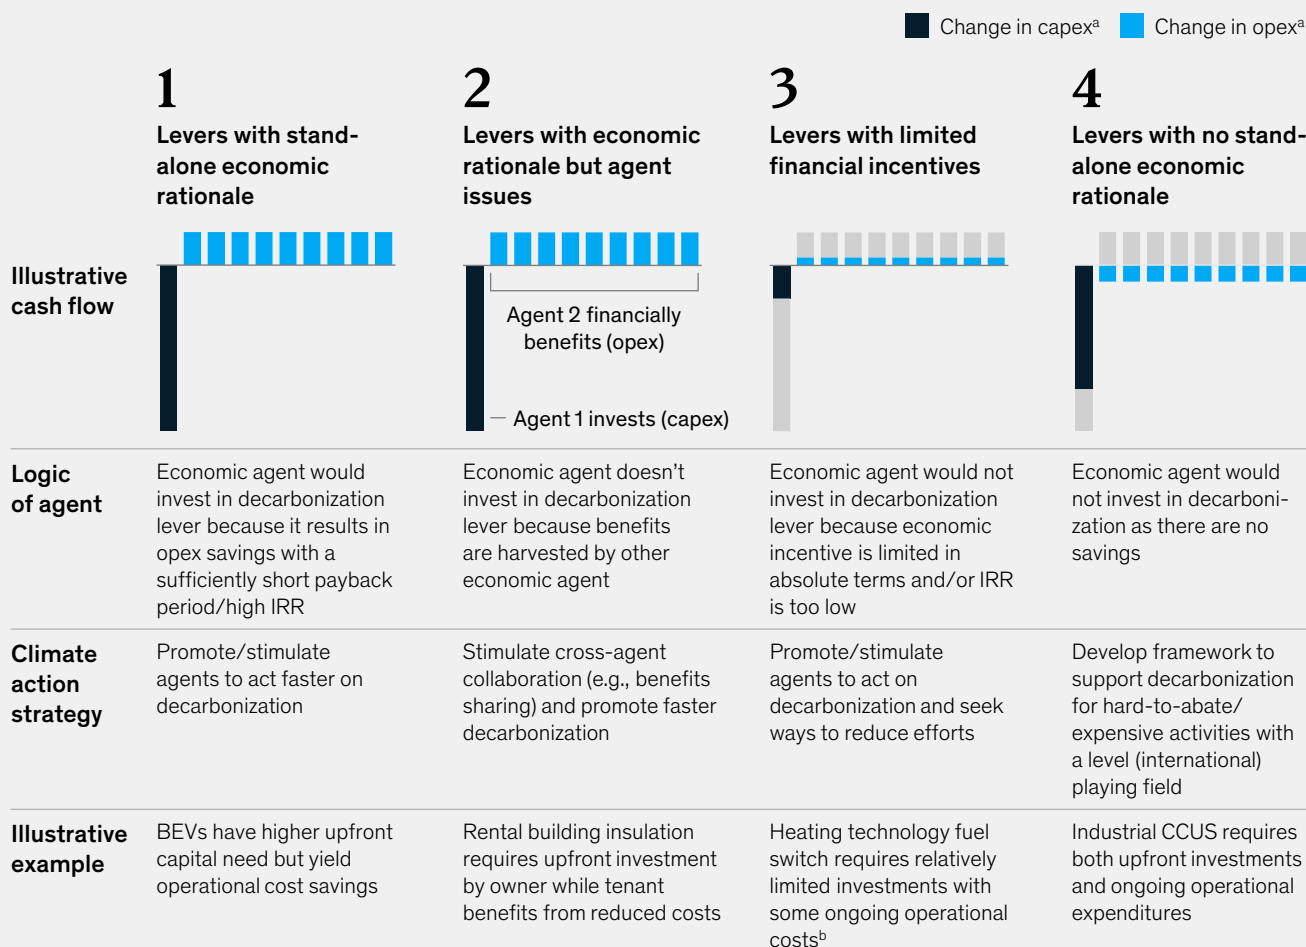 Change in capexᵃ
Change in opexᵃ
1
Levers with stand-
alone economic
rationale
2
Levers with economic
rationale but agent
issues
3
Levers with limited
financial incentives
4
Levers with no stand-
alone economic
rationale
Illustrative
cash flow
Agent 2 financially
benefits (opex)
Agent 1 invests (capex)
Logic
of agent
Economic agent would
invest in decarbonization
lever because it results in
opex savings with a
sufficiently short payback
period/high IRR
Economic agent doesn't
invest in decarbonization
lever because benefits
are harvested by other
economic agent
Economic agent would not
invest in decarbonization
lever because economic
incentive is limited in
absolute terms and/or IRR
is too low
Economic agent would
not invest in decarboni-
zation as there are no
savings
Climate
action
strategy
Promote/stimulate
agents to act faster on
decarbonization
Stimulate cross-agent
collaboration (e.g., benefits
sharing) and promote faster
decarbonization
Promote/stimulate
agents to act on
decarbonization and seek
ways to reduce efforts
Develop framework to
support decarbonization
for hard-to-abate/
expensive activities with
a level (international)
playing field
Illustrative
example
BEVs have higher upfront
capital need but yield
operational cost savings
Rental building insulation
requires upfront investment
by owner while tenant
benefits from reduced costs
Heating technology fuel
switch requires relatively
limited investments with
some ongoing operational
costsᵇ
Industrial CCUS requires
both upfront investments
and ongoing operational
expenditures